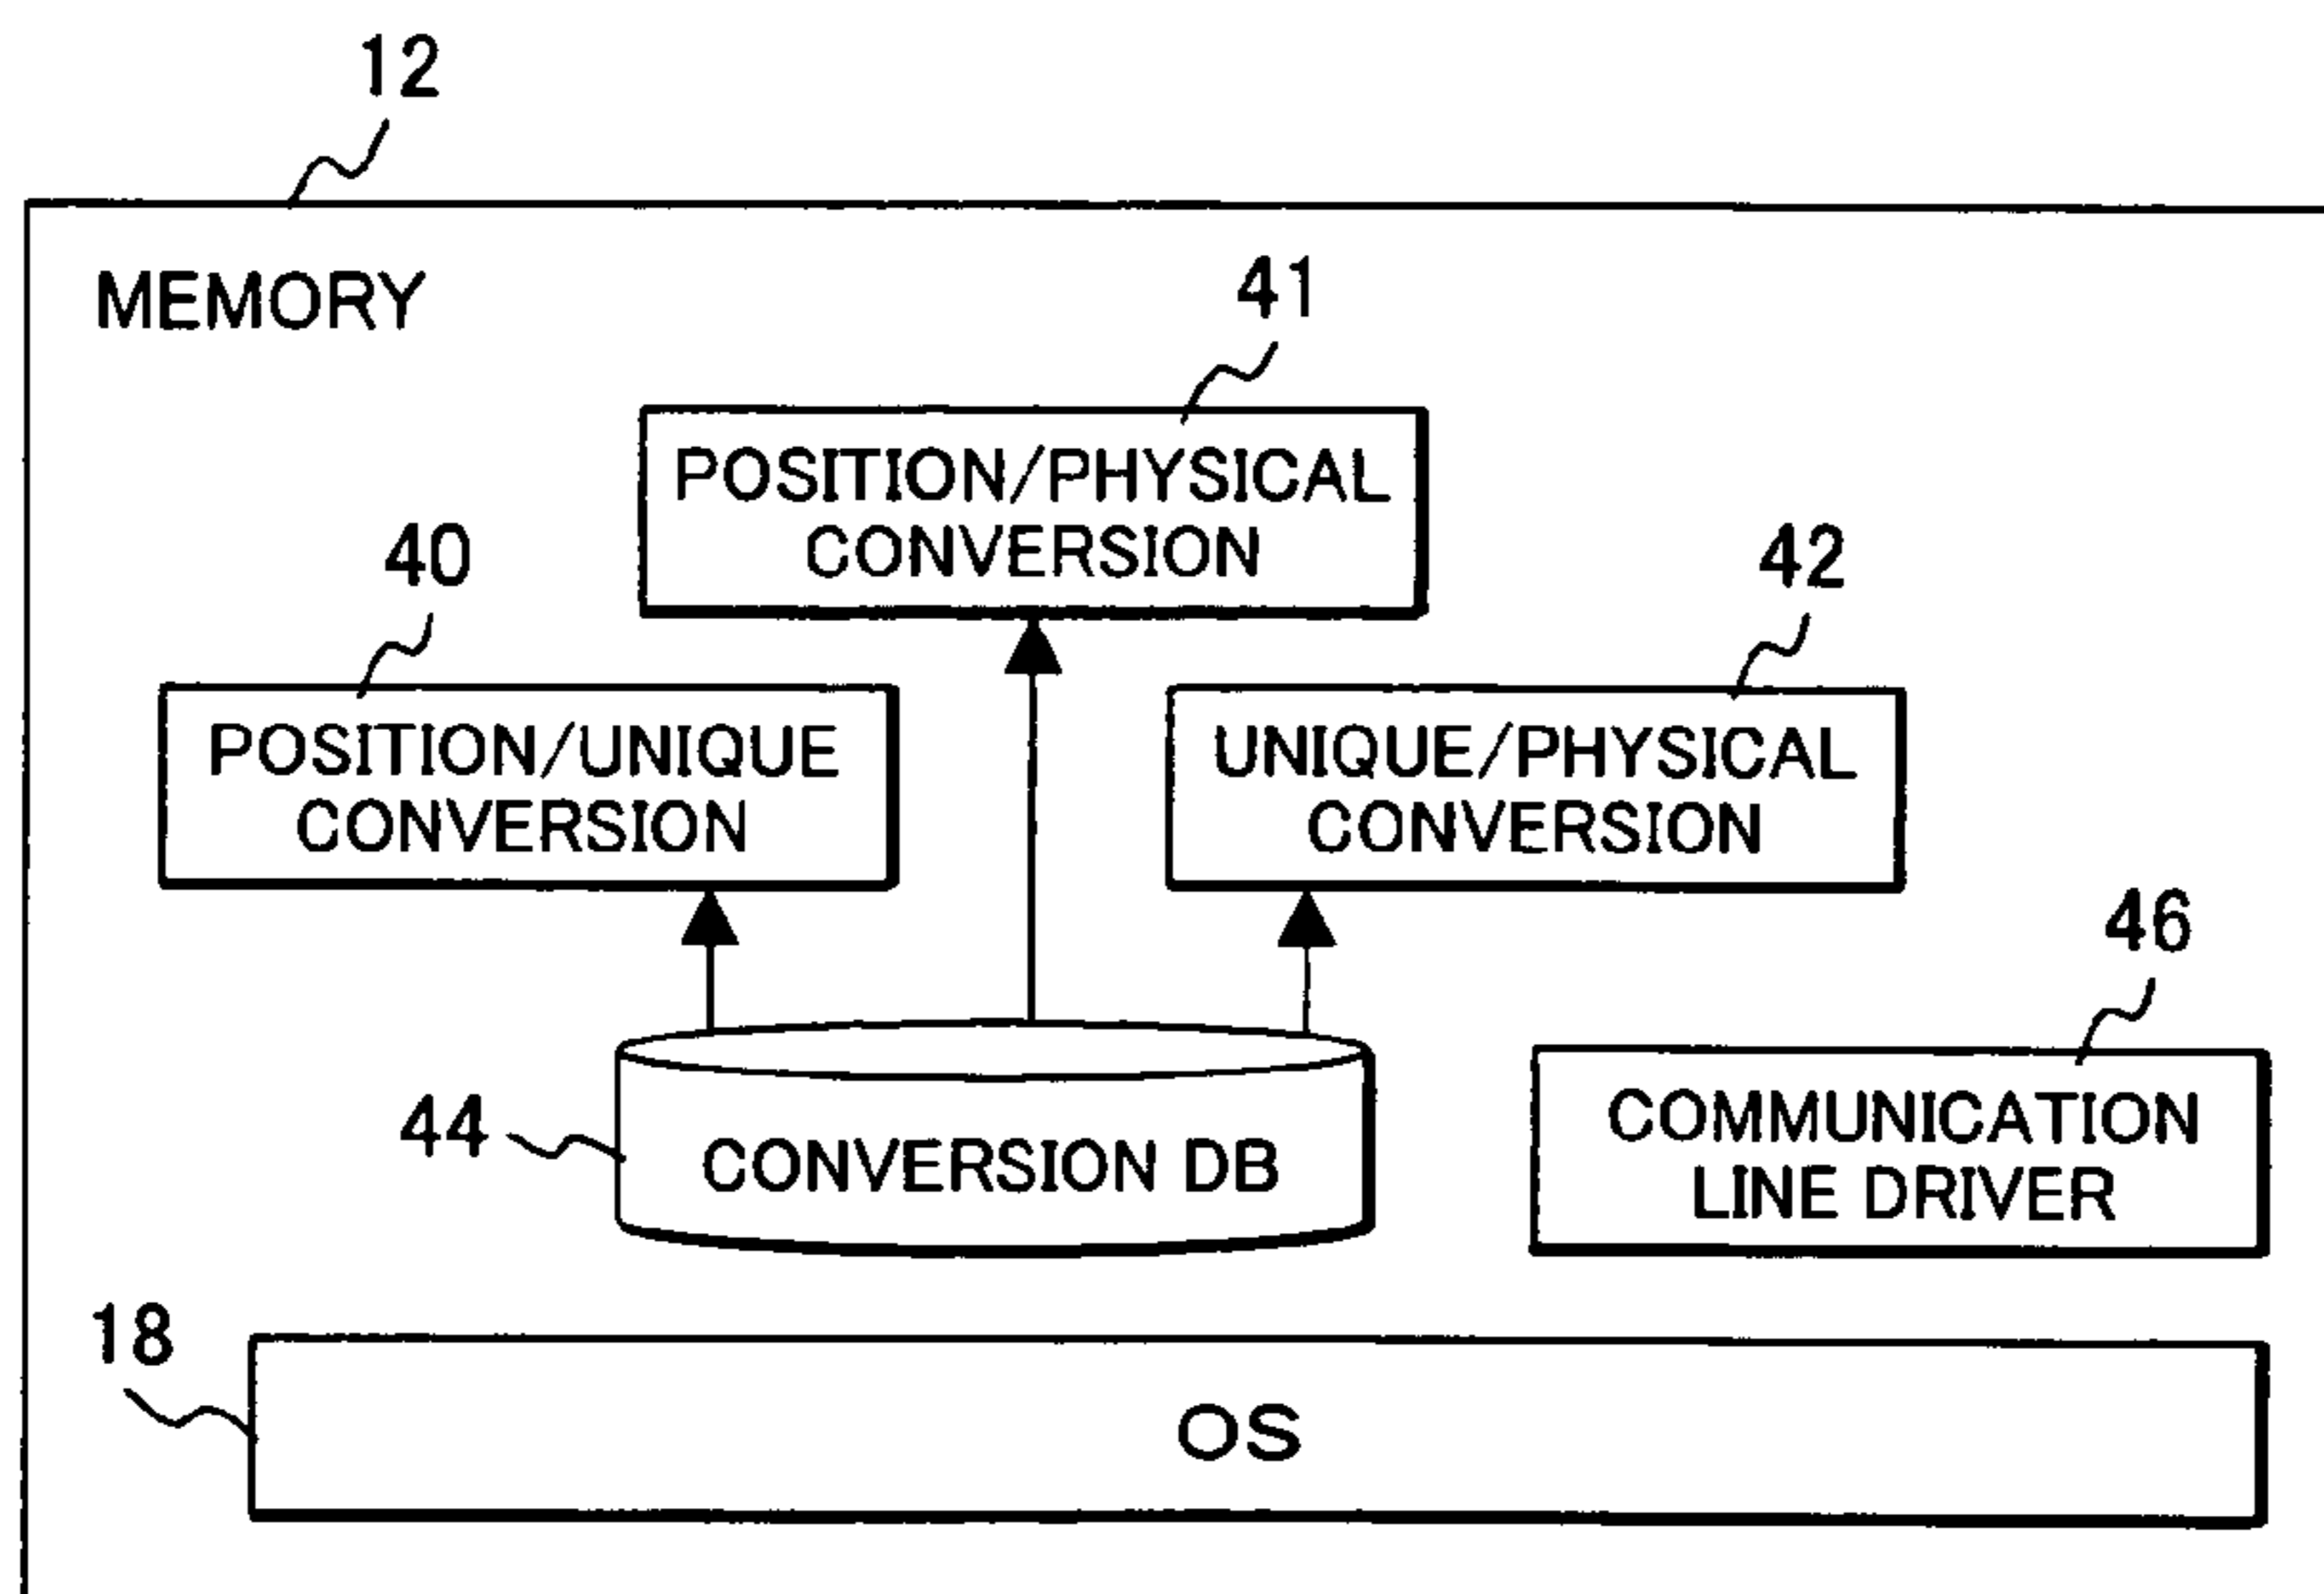 12
MEMORY
41
POSITION/PHYSICAL
CONVERSION
40
POSITION/UNIQUE
CONVERSION
42
UNIQUE/PHYSICAL
CONVERSION
46
COMMUNICATION
LINE DRIVER
44
CONVERSION DB
18
OS